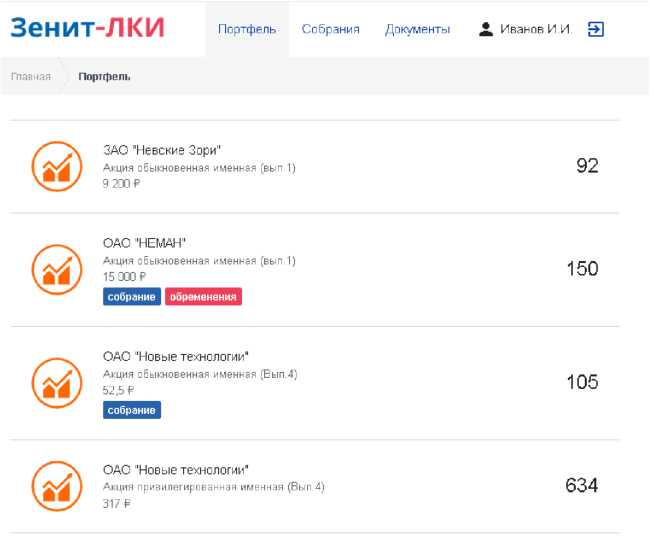 Зенит-ЛКИ
Портфель Собрания Документы Иванов И.И.
Главная Портфель
ЗАО "Невские Зори"
Акция обыкновенная именная (вып.1)
9 200 ₽
92
ОАО "НЕМАН"
Акция обыкновенная именная (вып.1)
15 000 ₽
собрание обременения
150
ОАО "Новые технологии"
Акция обыкновенная именная (Вып.4)
52,5 ₽
собрание
105
ОАО "Новые технологии"
Акция привилегированная именная (Вып.4)
317 ₽
634